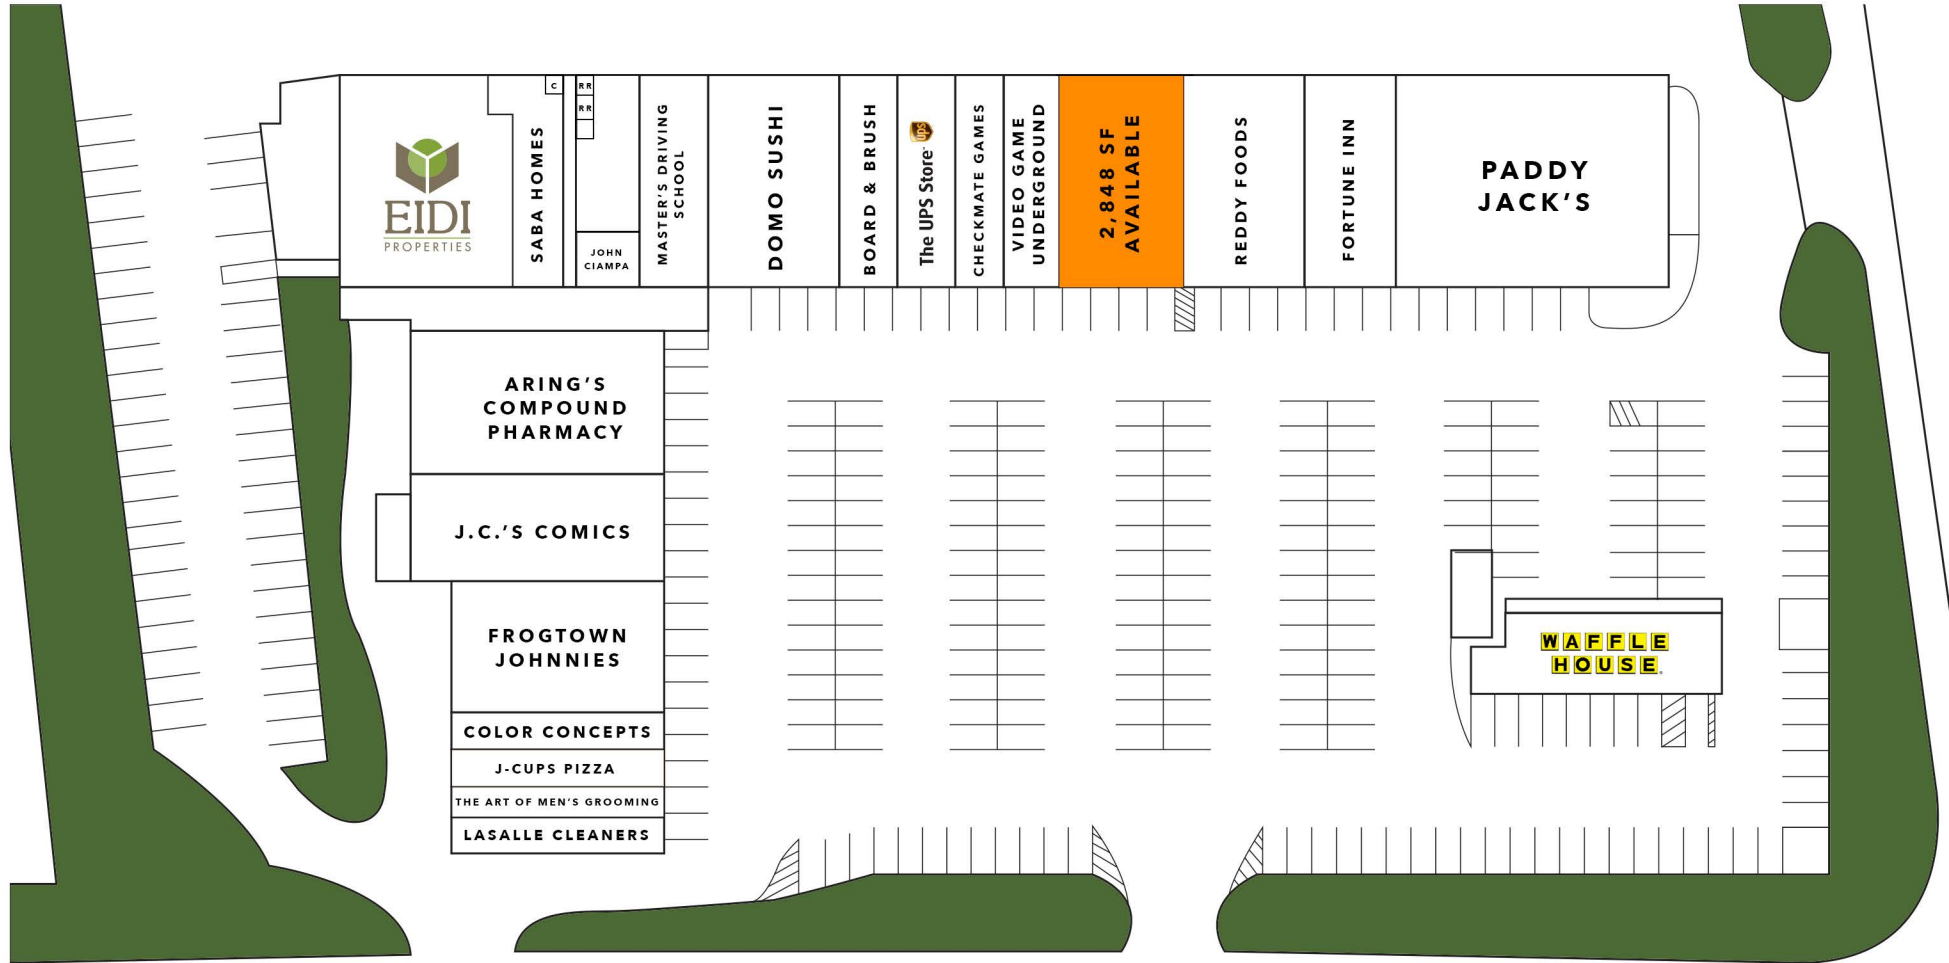 C
RR
RR
EIDI
PROPERTIES
SABA HOMES
JOHN
CIAMPA
MASTER'S DRIVING
SCHOOL
DOMO SUSHI
BOARD & BRUSH
ups
The UPS Store
CHECKMATE GAMES
VIDEO GAME
UNDERGROUND
2,848 SF
AVAILABLE
REDDY FOODS
FORTUNE INN
PADDY
JACK'S
ARING'S
COMPOUND
PHARMACY
J.C.'S COMICS
FROGTOWN
JOHNNIES
COLOR CONCEPTS
J-CUPS PIZZA
THE ART OF MEN'S GROOMING
LASALLE CLEANERS
WAFFLE
HOUSE